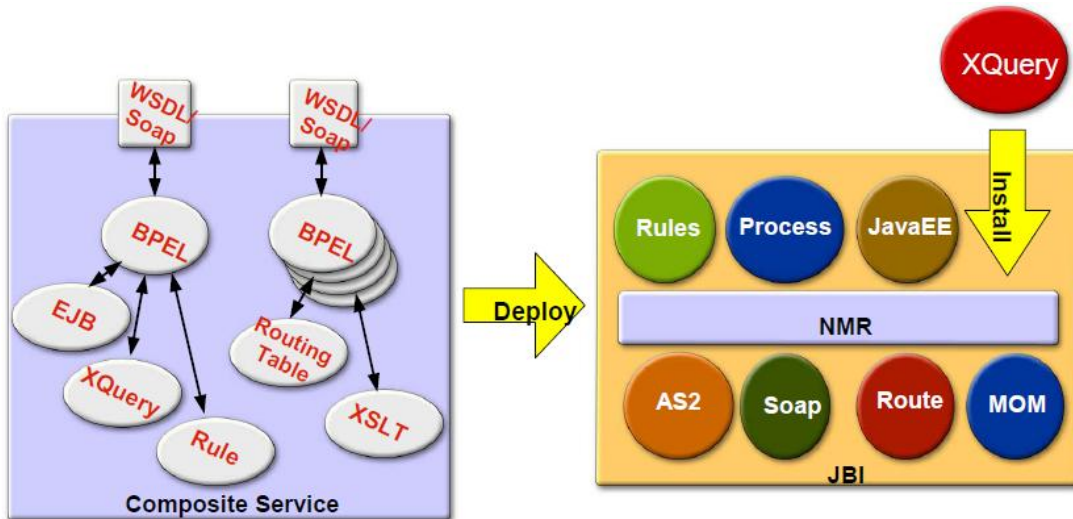 WSDL/
Soap
WSDL/
Soap
BPEL
BPEL
EJB
XQuery
Rule
Routing
Table
XSLT
Composite Service
Deploy
XQuery
Install
Rules
Process
JavaEE
NMR
AS2
Soap
Route
MOM
JBI